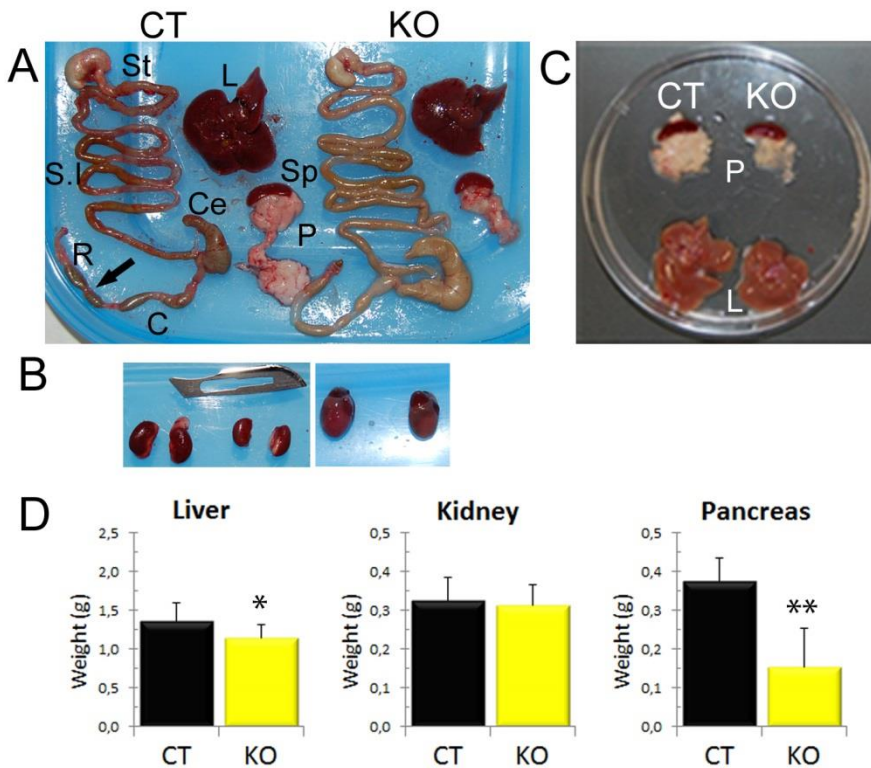 CT KO
A
St
L
S.I
Sp
Ce
P
R
C
C
CT KO
P
L
B
D
Liver
Weight (g)
2,5
2,0
1,5
1,0
0,5
0,0
*
CT KO
Kidney
Weight (g)
0,5
0,4
0,3
0,2
0,1
0,0
CT KO
Pancreas
Weight (g)
0,5
0,4
0,3
0,2
0,1
0,0
**
CT KO